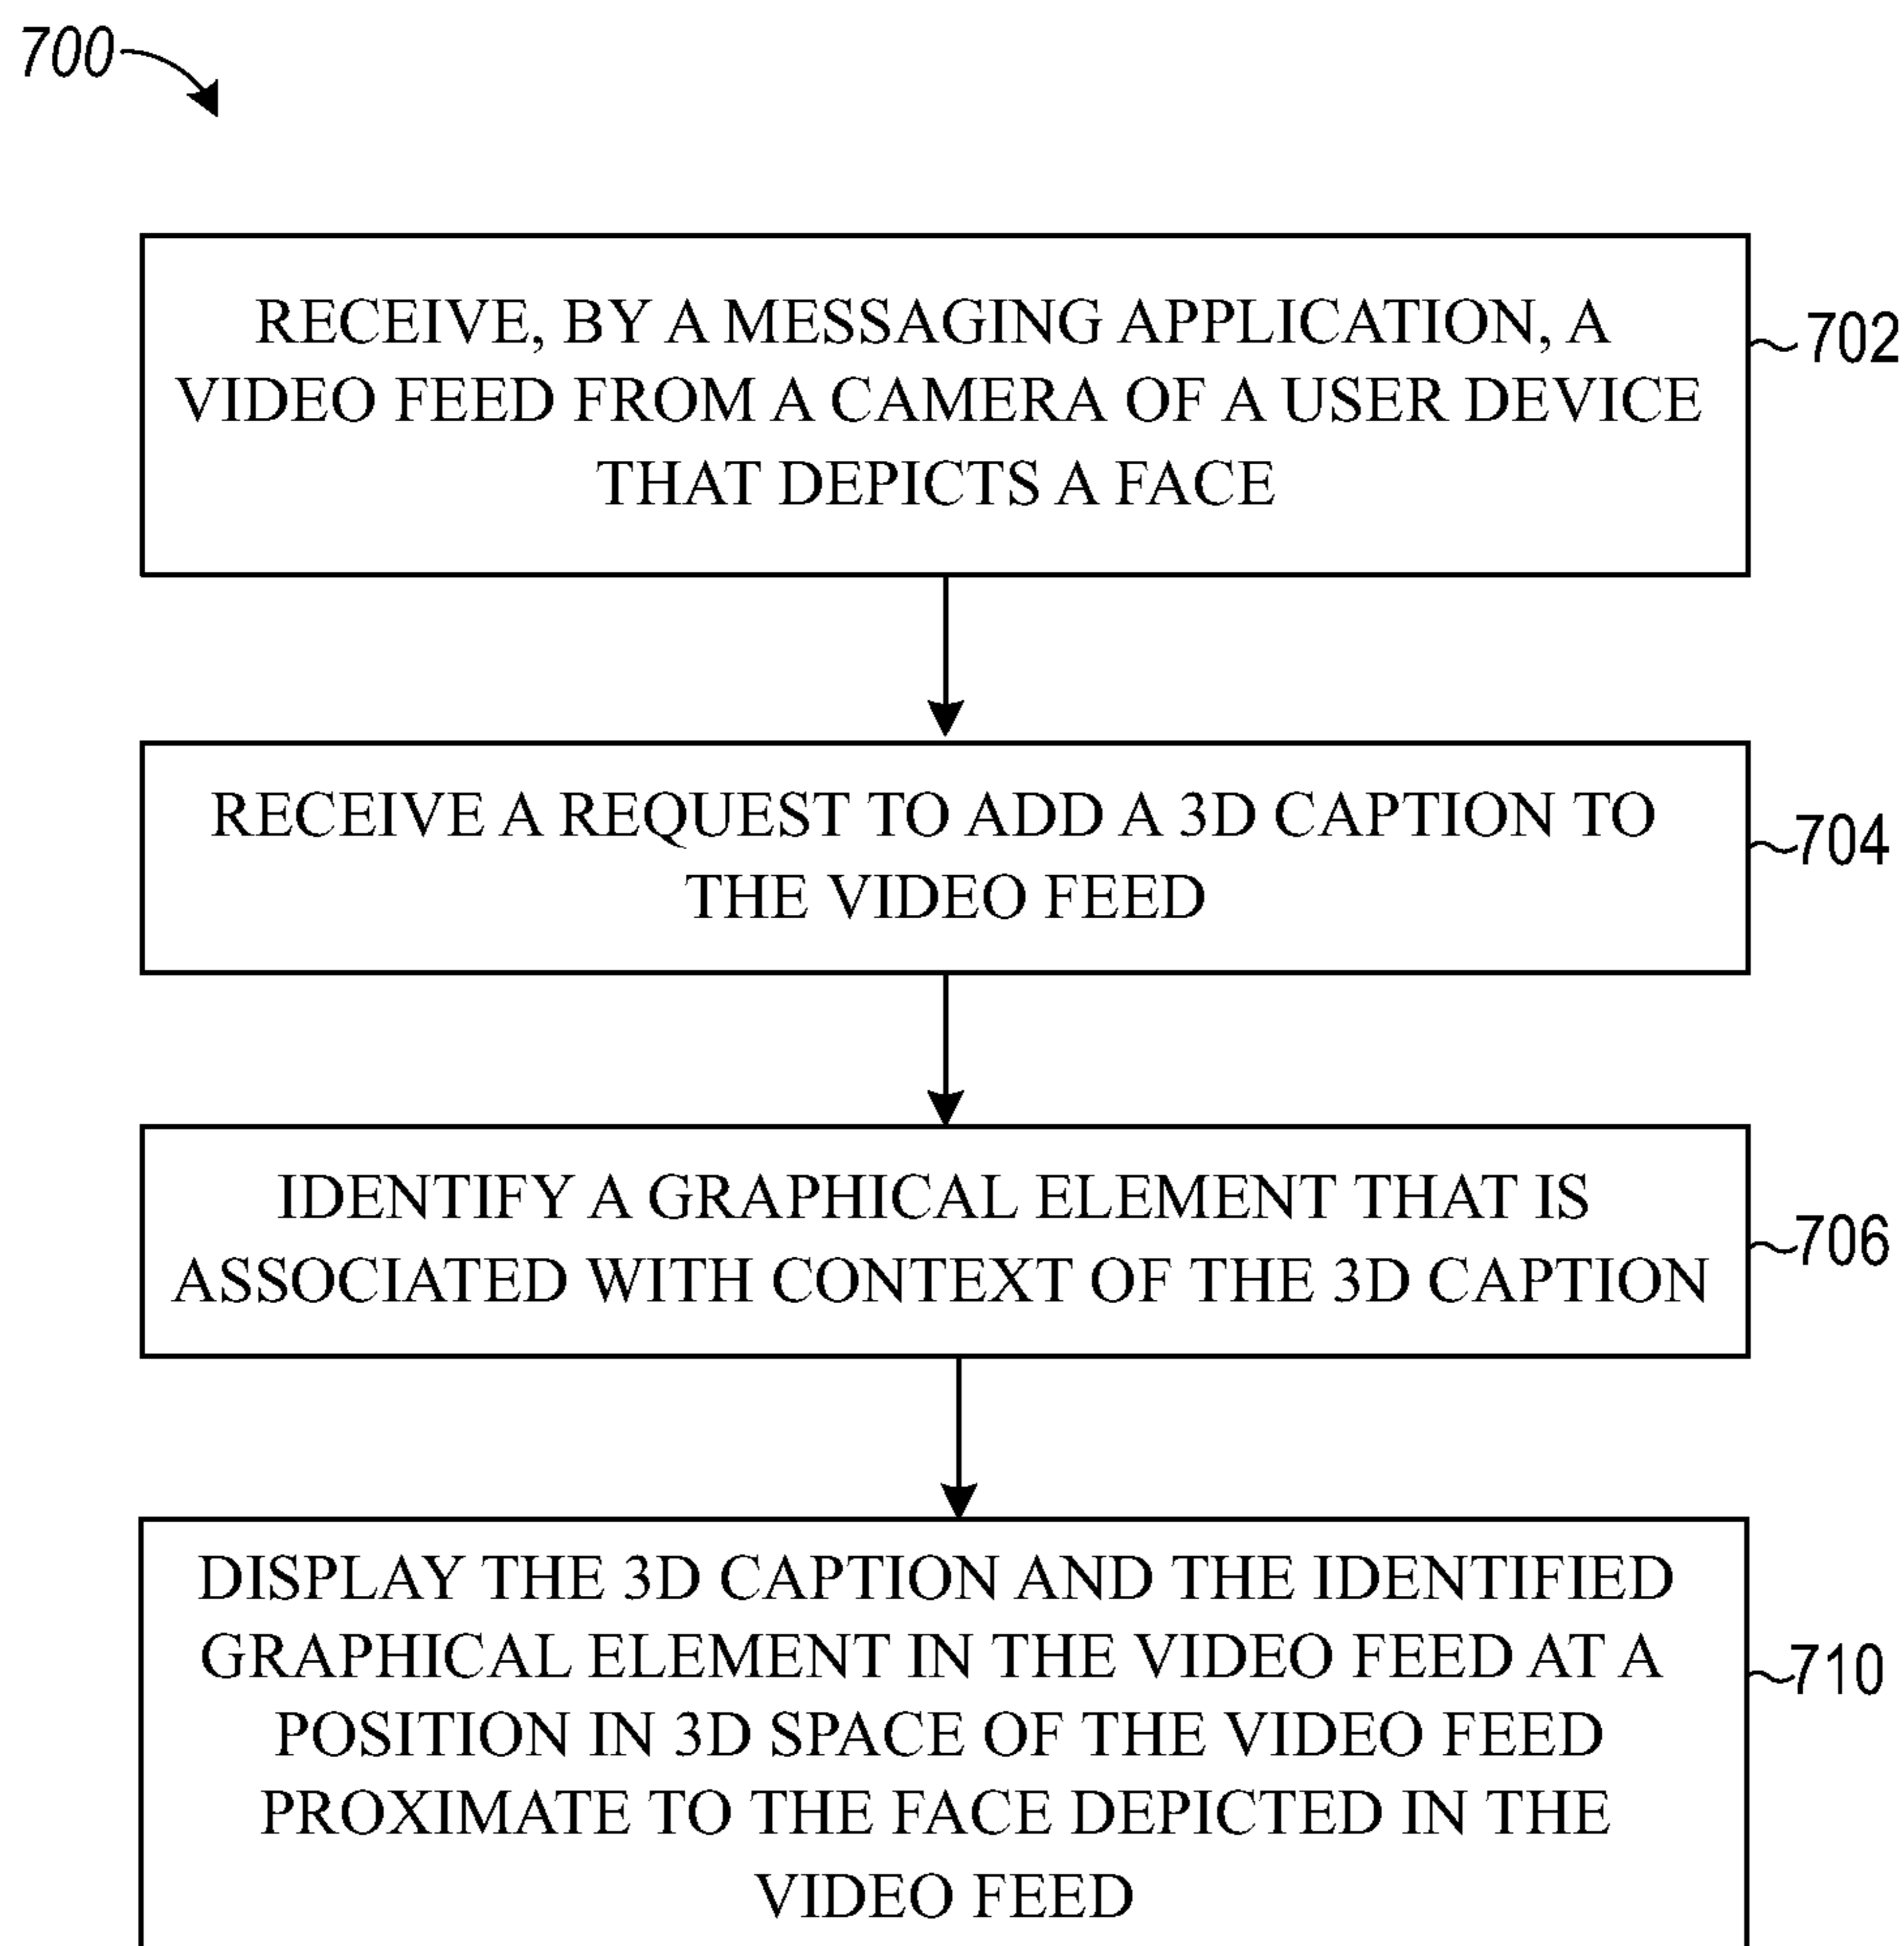 700
RECEIVE, BY A MESSAGING APPLICATION, A
VIDEO FEED FROM A CAMERA OF A USER DEVICE
THAT DEPICTS A FACE
702
RECEIVE A REQUEST TO ADD A 3D CAPTION TO
THE VIDEO FEED
704
IDENTIFY A GRAPHICAL ELEMENT THAT IS
ASSOCIATED WITH CONTEXT OF THE 3D CAPTION
706
DISPLAY THE 3D CAPTION AND THE IDENTIFIED
GRAPHICAL ELEMENT IN THE VIDEO FEED AT A
POSITION IN 3D SPACE OF THE VIDEO FEED
PROXIMATE TO THE FACE DEPICTED IN THE
VIDEO FEED
710